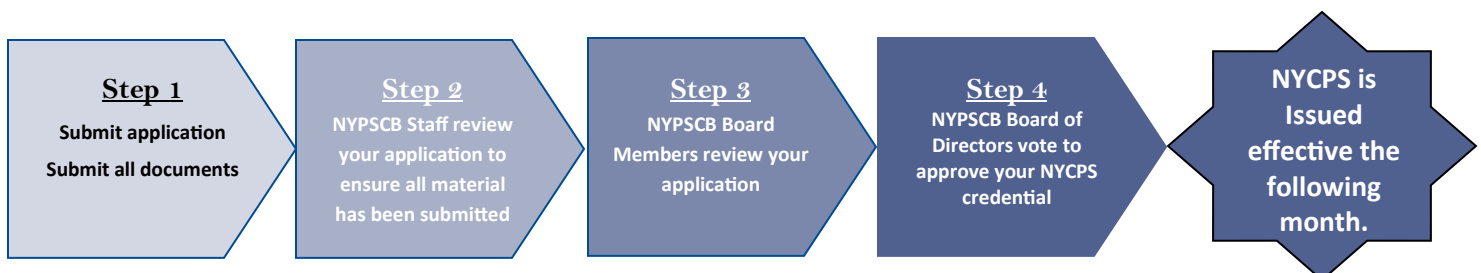 Step 1
Submit application
Submit all documents
Step 2
NYPSCB Staff review
your application to
ensure all material
has been submitted
Step 3
NYPSCB Board
Members review your
application
Step 4
NYPSCB Board of
Directors vote to
approve your NYCPS
credential
NYCPS is
Issued
effective the
following
month.